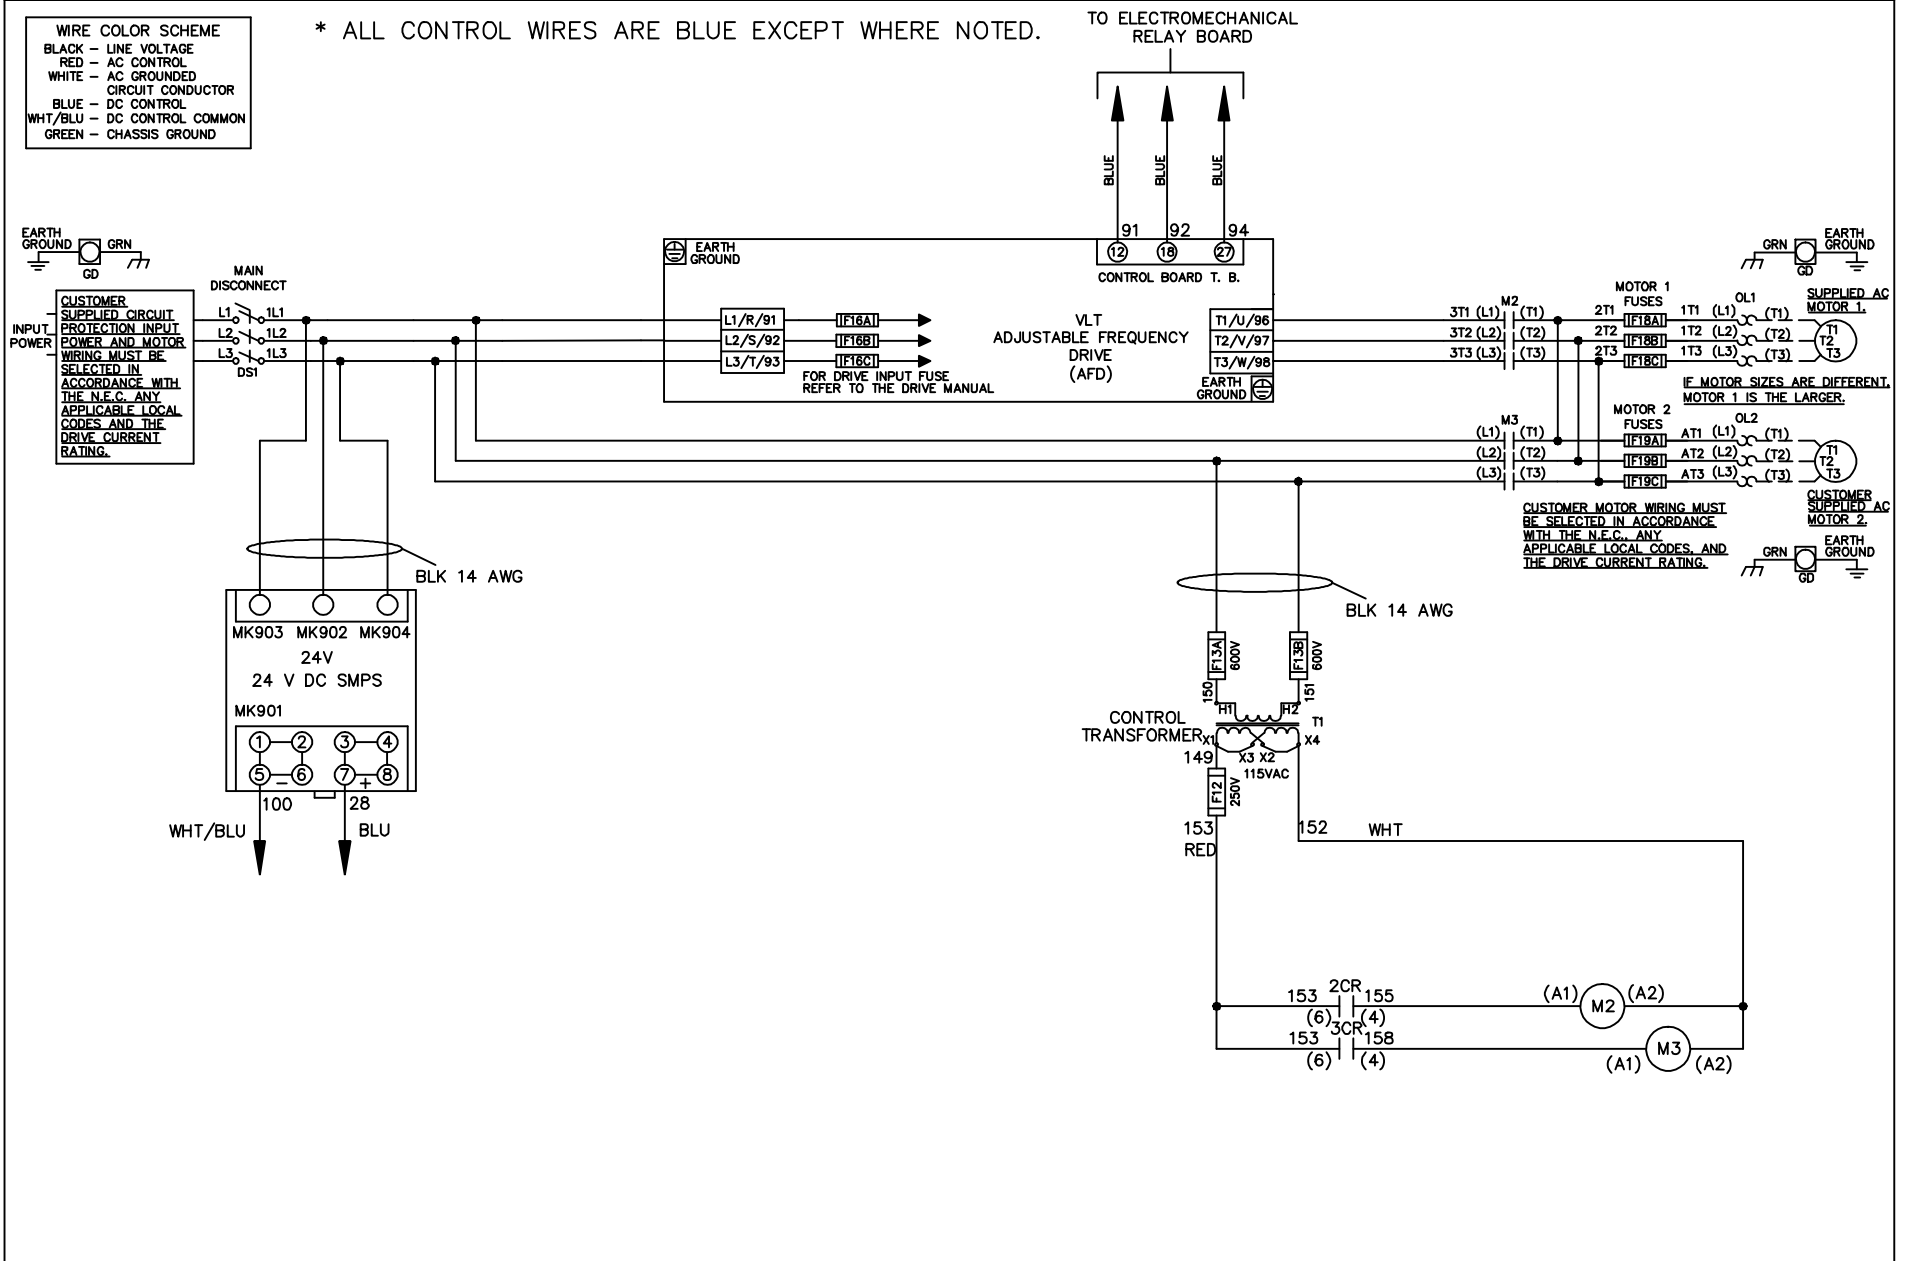 WIRE COLOR SCHEME
BLACK – LINE VOLTAGE
RED – AC CONTROL
WHITE – AC GROUNDED
CIRCUIT CONDUCTOR
BLUE – DC CONTROL
WHT/BLU – DC CONTROL COMMON
GREEN – CHASSIS GROUND
* ALL CONTROL WIRES ARE BLUE EXCEPT WHERE NOTED.
TO ELECTROMECHANICAL
RELAY BOARD
BLUE
BLUE
BLUE
91 92 94
12 18 27
CONTROL BOARD T. B.
EARTH
GROUND
GRN
GD
MAIN
DISCONNECT
INPUT
POWER
CUSTOMER
SUPPLIED CIRCUIT
PROTECTION INPUT
POWER AND MOTOR
WIRING MUST BE
SELECTED IN
ACCORDANCE WITH
THE N.E.C. ANY
APPLICABLE LOCAL
CODES AND THE
DRIVE CURRENT
RATING.
L1 1L1
L2 1L2
L3 1L3
DS1
EARTH
GROUND
L1/R/91
L2/S/92
L3/T/93
F16A
F16B
F16C
FOR DRIVE INPUT FUSE
REFER TO THE DRIVE MANUAL
VLT
ADJUSTABLE FREQUENCY
DRIVE
(AFD)
T1/U/96
T2/V/97
T3/W/98
EARTH
GROUND
M2
3T1 (L1) (T1) 2T1
3T2 (L2) (T2) 2T2
3T3 (L3) (T3) 2T3
MOTOR 1
FUSES
F18A
F18B
F18C
OL1
1T1 (L1) (T1)
1T2 (L2) (T2)
1T3 (L3) (T3)
GRN
GD
EARTH
GROUND
SUPPLIED AC
MOTOR 1.
T1
T2
T3
IF MOTOR SIZES ARE DIFFERENT,
MOTOR 1 IS THE LARGER.
M3
(L1) (T1)
(L2) (T2)
(L3) (T3)
MOTOR 2
FUSES
F19A
F19B
F19C
OL2
AT1 (L1) (T1)
AT2 (L2) (T2)
AT3 (L3) (T3)
T1
T2
T3
CUSTOMER
SUPPLIED AC
MOTOR 2.
CUSTOMER MOTOR WIRING MUST
BE SELECTED IN ACCORDANCE
WITH THE N.E.C., ANY
APPLICABLE LOCAL CODES, AND
THE DRIVE CURRENT RATING.
GRN
GD
EARTH
GROUND
BLK 14 AWG
MK903 MK902 MK904
24V
24 V DC SMPS
MK901
1 2 3 4
5 – 6 7 + 8
100 28
WHT/BLU BLU
BLK 14 AWG
F13A
600V
F13B
600V
150
151
H1 H2
T1
CONTROL
TRANSFORMER
X1 X4
X3 X2
149
115VAC
F12
250V
153
RED
152 WHT
2CR
153 155
(6) (4)
(A1) M2 (A2)
3CR
153 158
(6) (4)
(A1) M3 (A2)